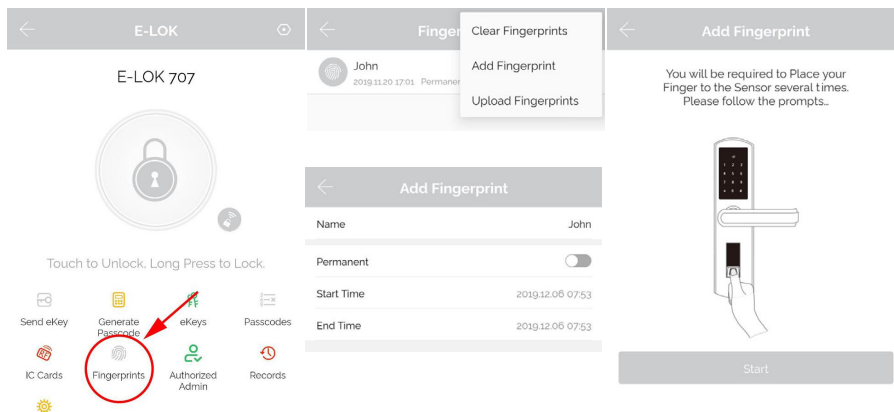 E-LOK
E-LOK 707
Touch to Unlock. Long Press to Lock.
Send eKey
Generate
Passcode
eKeys
Passcodes
IC Cards
Fingerprints
Authorized
Admin
Records
Clear Fingerprints
Add Fingerprint
Upload Fingerprints
John
2019.11.20 17:01
Add Fingerprint
Name John
Permanent
Start Time 2019.12.06 07:53
End Time 2019.12.06 07:53
Add Fingerprint
You will be required to Place your
Finger to the Sensor several times.
Please follow the prompts...
Start